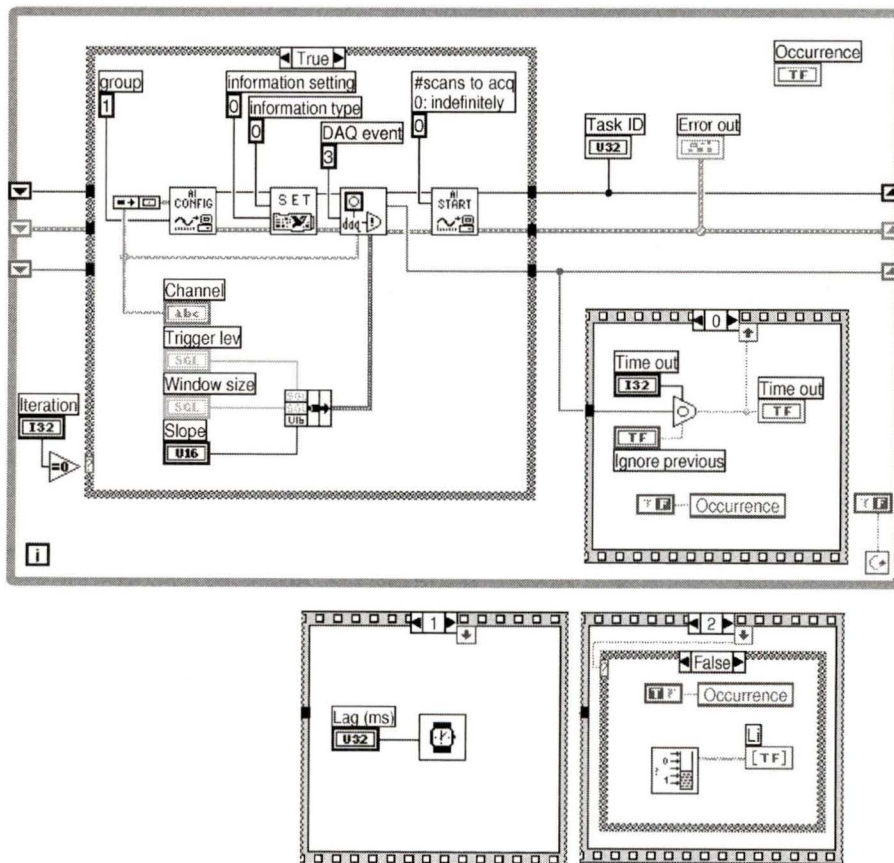 True
Occurrence
TF
group
1
information setting
0
information type
0
#scans to acq
0: indefinitely
0
DAQ event
3
Task ID
U32
Error out
AI
CONFIG
SET
daq
AI
START
Channel
abc
Trigger lev
SGL
Window size
SGL
Slope
U16
SGL
SGL
U16
Iteration
I32
=0
i
0
Time out
I32
Time out
TF
TF
Ignore previous
F
Occurrence
F
1
Lag (ms)
U32
2
False
T
Occurrence
Li
[TF]
0
?
1